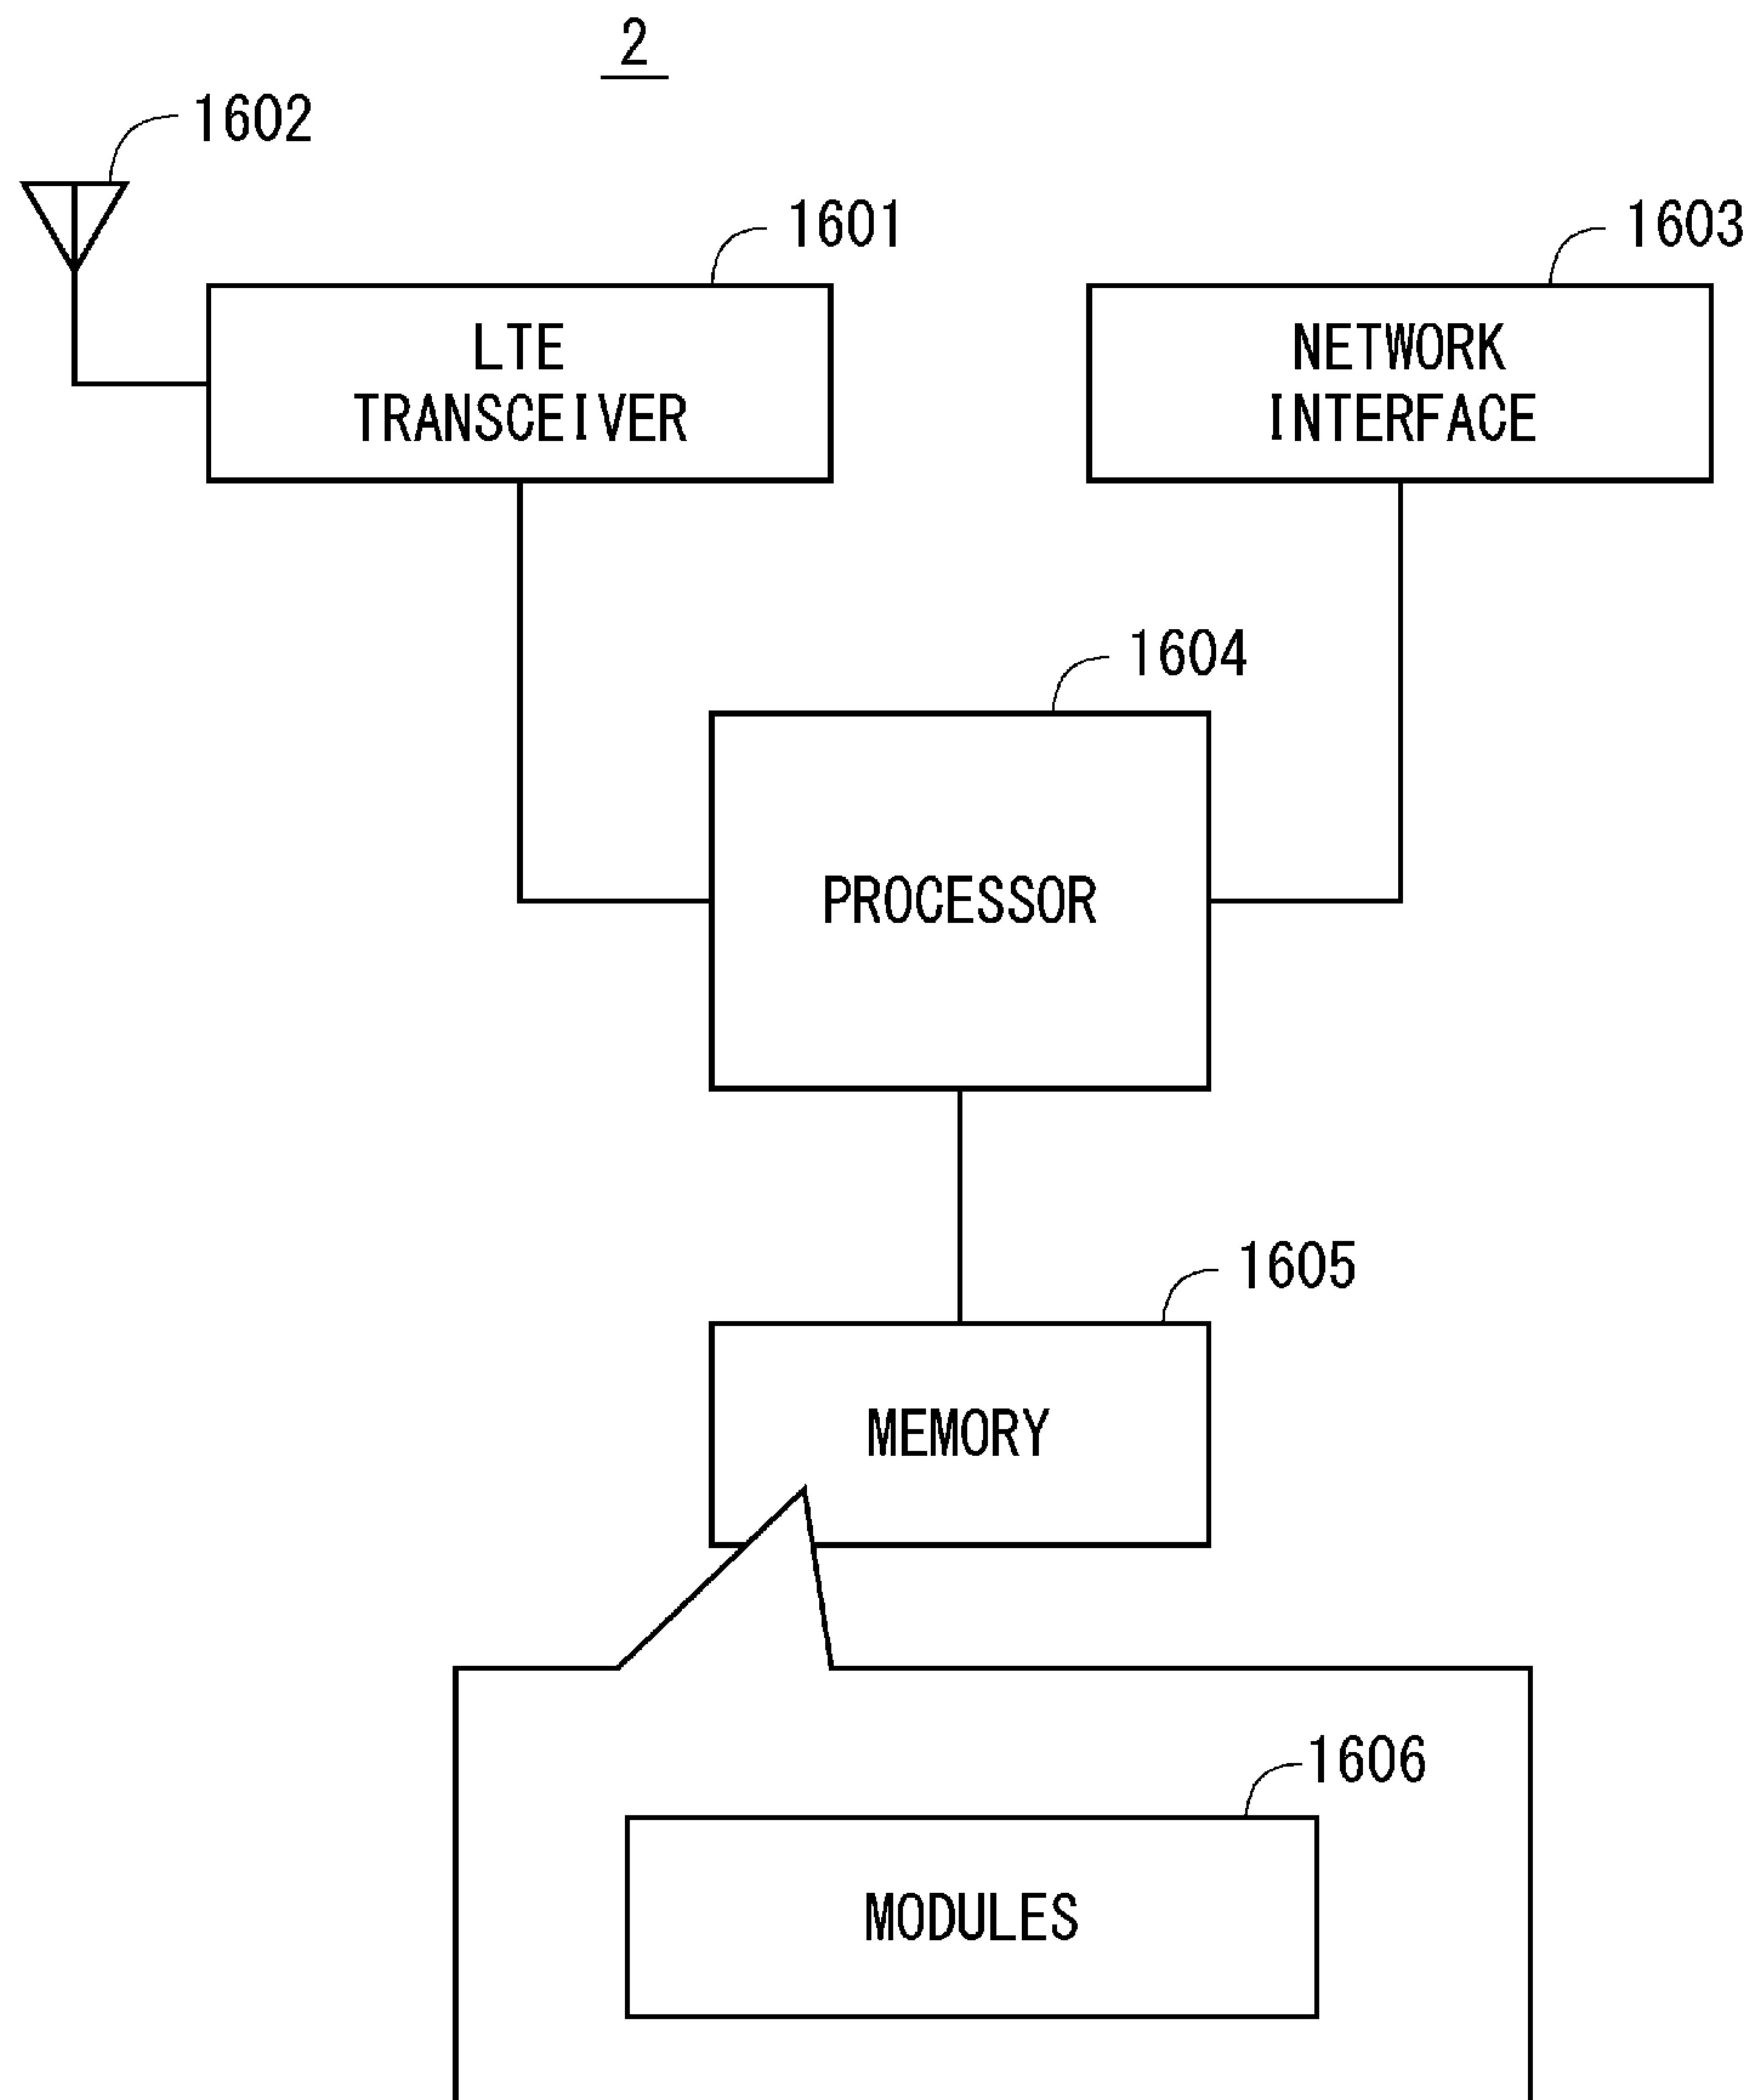 2
1602
1601
1603
LTE
TRANSCEIVER
NETWORK
INTERFACE
1604
PROCESSOR
1605
MEMORY
1606
MODULES